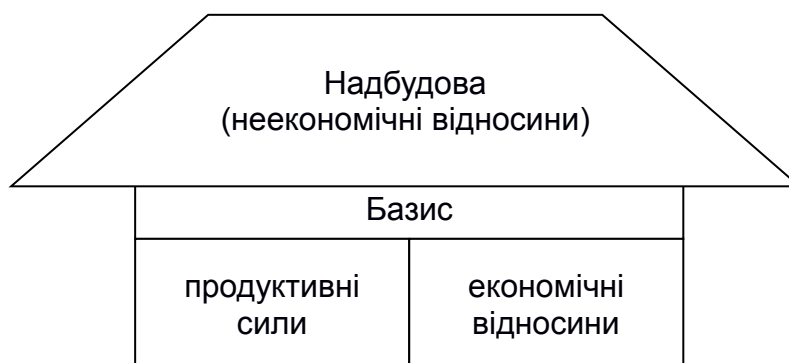 Надбудова
(неекономічні відносини)
Базис
продуктивні
сили
економічні
відносини